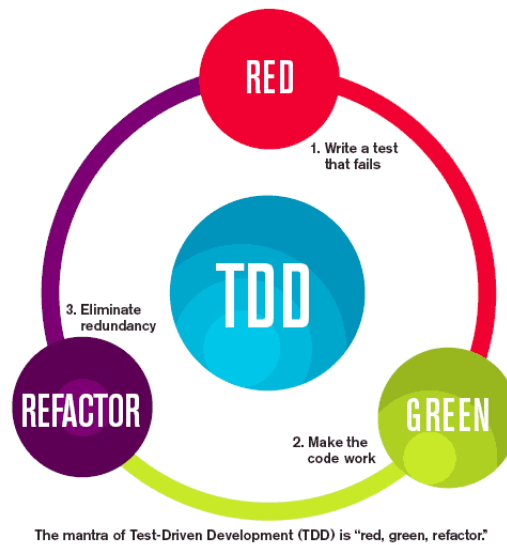 RED
1. Write a test
that fails
TDD
3. Eliminate
redundancy
REFACTOR
GREEN
2. Make the
code work
The mantra of Test-Driven Development (TDD) is “red, green, refactor.”